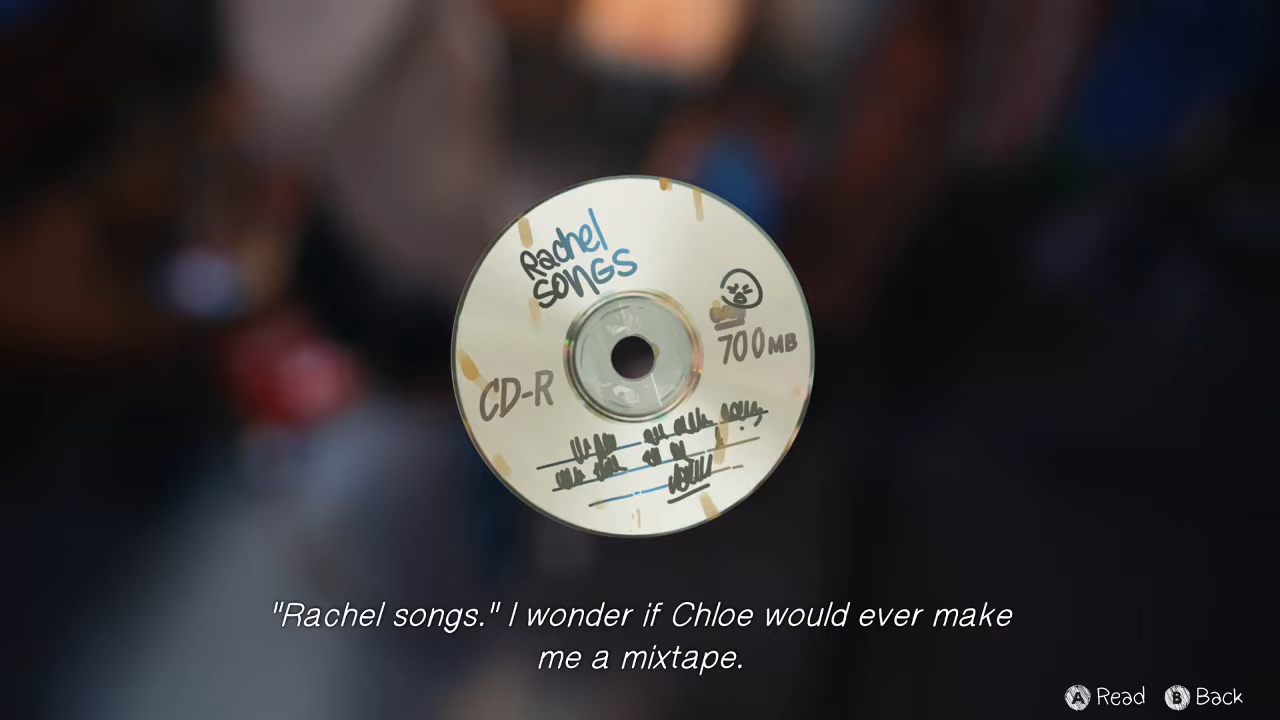 Rachel
SONGS
700MB
CD-R
"Rachel songs." I wonder if Chloe would ever make
me a mixtape.
A Read B Back